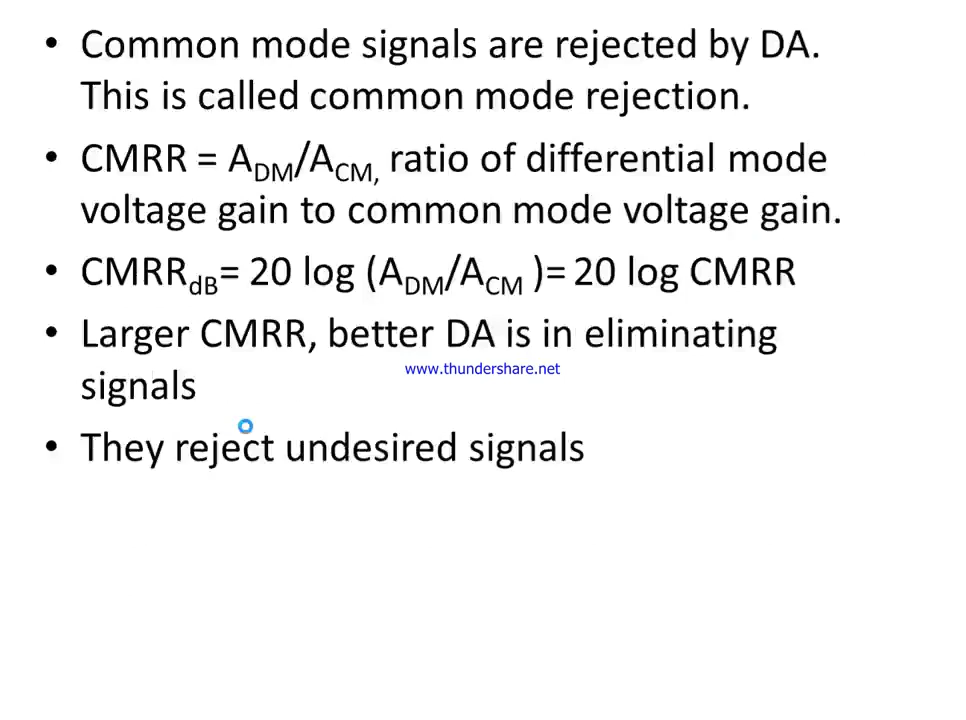 • Common mode signals are rejected by DA.
This is called common mode rejection.
• CMRR = ADM/ACM, ratio of differential mode
voltage gain to common mode voltage gain.
• CMRRdB= 20 log (ADM/ACM )= 20 log CMRR
• Larger CMRR, better DA is in eliminating
www.thundershare.net
signals
• They reject undesired signals